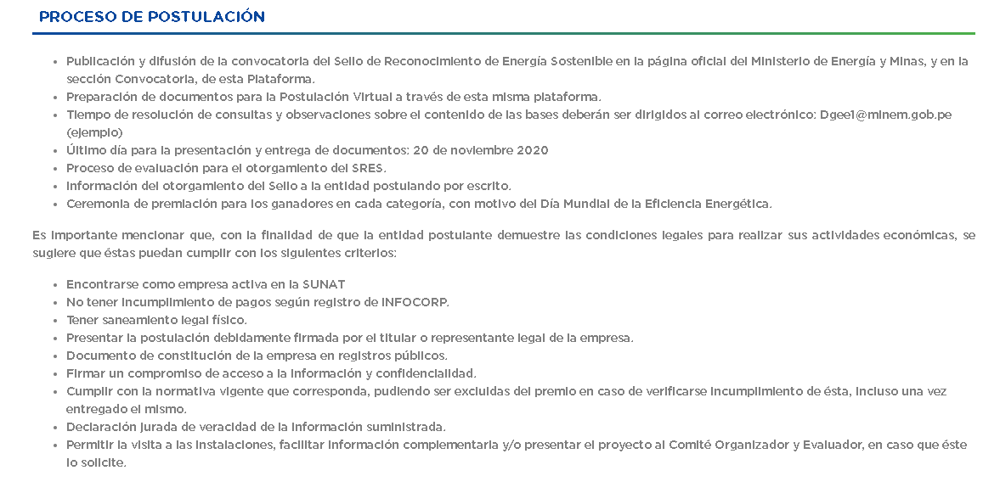 PROCESO DE POSTULACIÓN
• Publicación y difusión de la convocatoria del Sello de Reconocimiento de Energía Sostenible en la página oficial del Ministerio de Energía y Minas, y en la
sección Convocatoria, de esta Plataforma.
• Preparación de documentos para la Postulación Virtual a través de esta misma plataforma.
• Tiempo de resolución de consultas y observaciones sobre el contenido de las bases deberán ser dirigidos al correo electrónico: Dgee1@minem.gob.pe
(ejemplo)
• Último día para la presentación y entrega de documentos: 20 de noviembre 2020
• Proceso de evaluación para el otorgamiento del SRES.
• Información del otorgamiento del Sello a la entidad postulando por escrito.
• Ceremonia de premiación para los ganadores en cada categoría, con motivo del Día Mundial de la Eficiencia Energética.
Es importante mencionar que, con la finalidad de que la entidad postulante demuestre las condiciones legales para realizar sus actividades económicas, se
sugiere que éstas puedan cumplir con los siguientes criterios:
• Encontrarse como empresa activa en la SUNAT
• No tener incumplimiento de pagos según registro de INFOCORP.
• Tener saneamiento legal físico.
• Presentar la postulación debidamente firmada por el titular o representante legal de la empresa.
• Documento de constitución de la empresa en registros públicos.
• Firmar un compromiso de acceso a la información y confidencialidad.
• Cumplir con la normativa vigente que corresponda, pudiendo ser excluidas del premio en caso de verificarse incumplimiento de ésta, incluso una vez
entregado el mismo.
• Declaración jurada de veracidad de la información suministrada.
• Permitir la visita a las instalaciones, facilitar información complementaria y/o presentar el proyecto al Comité Organizador y Evaluador, en caso que éste
lo solicite.